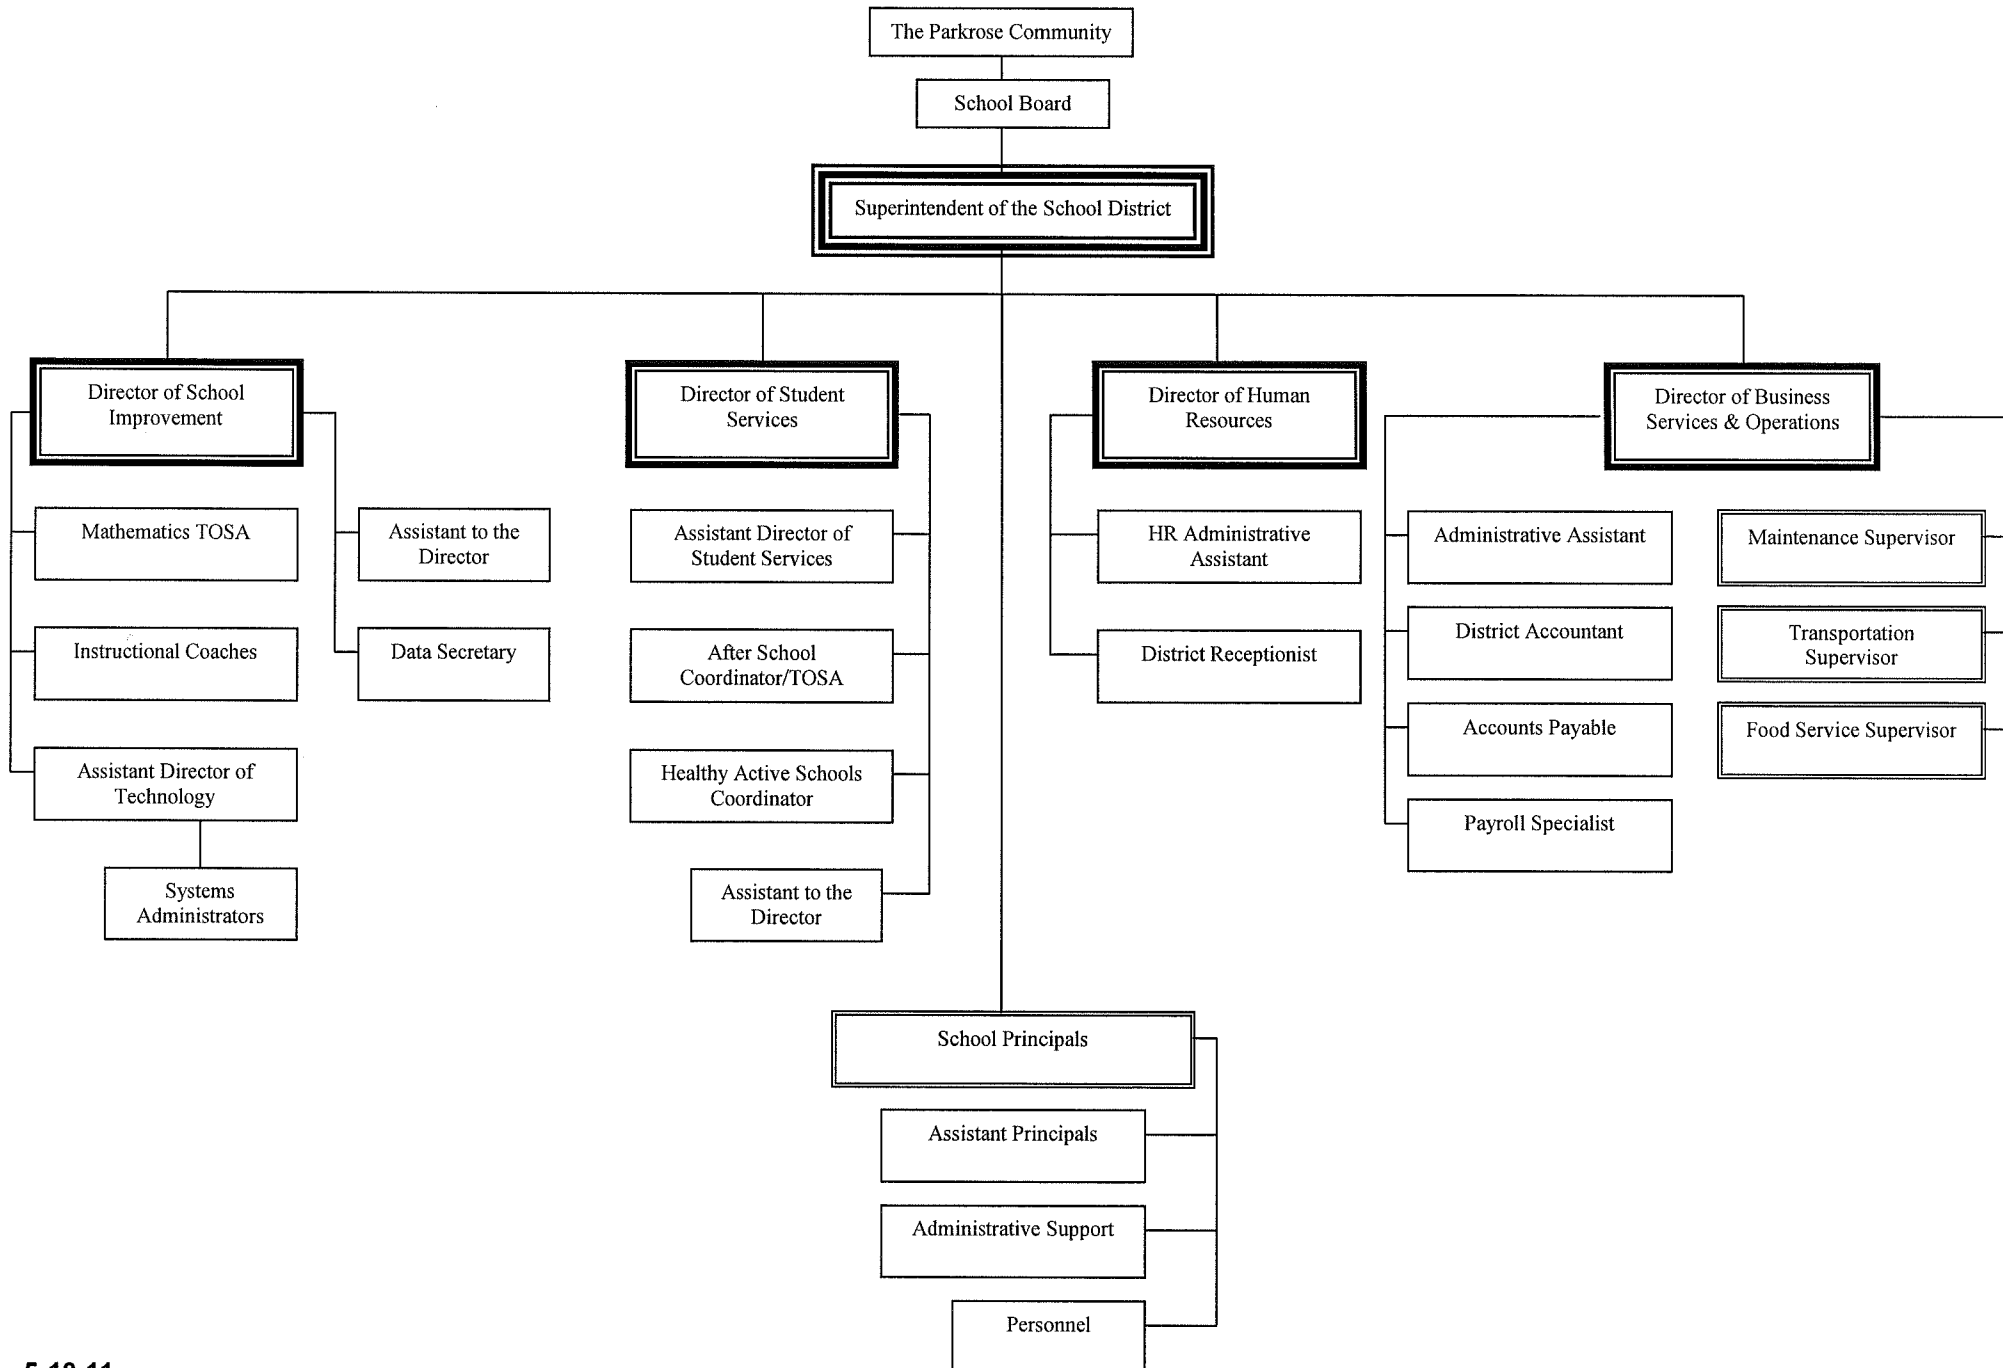 The Parkrose Community
School Board
Superintendent of the School District
Director of School
Improvement
Director of Student
Services
Director of Human
Resources
Director of Business
Services & Operations
Mathematics TOSA
Instructional Coaches
Assistant Director of
Technology
Systems
Administrators
Assistant to the
Director
Data Secretary
Assistant Director of
Student Services
After School
Coordinator/TOSA
Healthy Active Schools
Coordinator
Assistant to the
Director
HR Administrative
Assistant
District Receptionist
Administrative Assistant
District Accountant
Accounts Payable
Payroll Specialist
Maintenance Supervisor
Transportation
Supervisor
Food Service Supervisor
School Principals
Assistant Principals
Administrative Support
Personnel